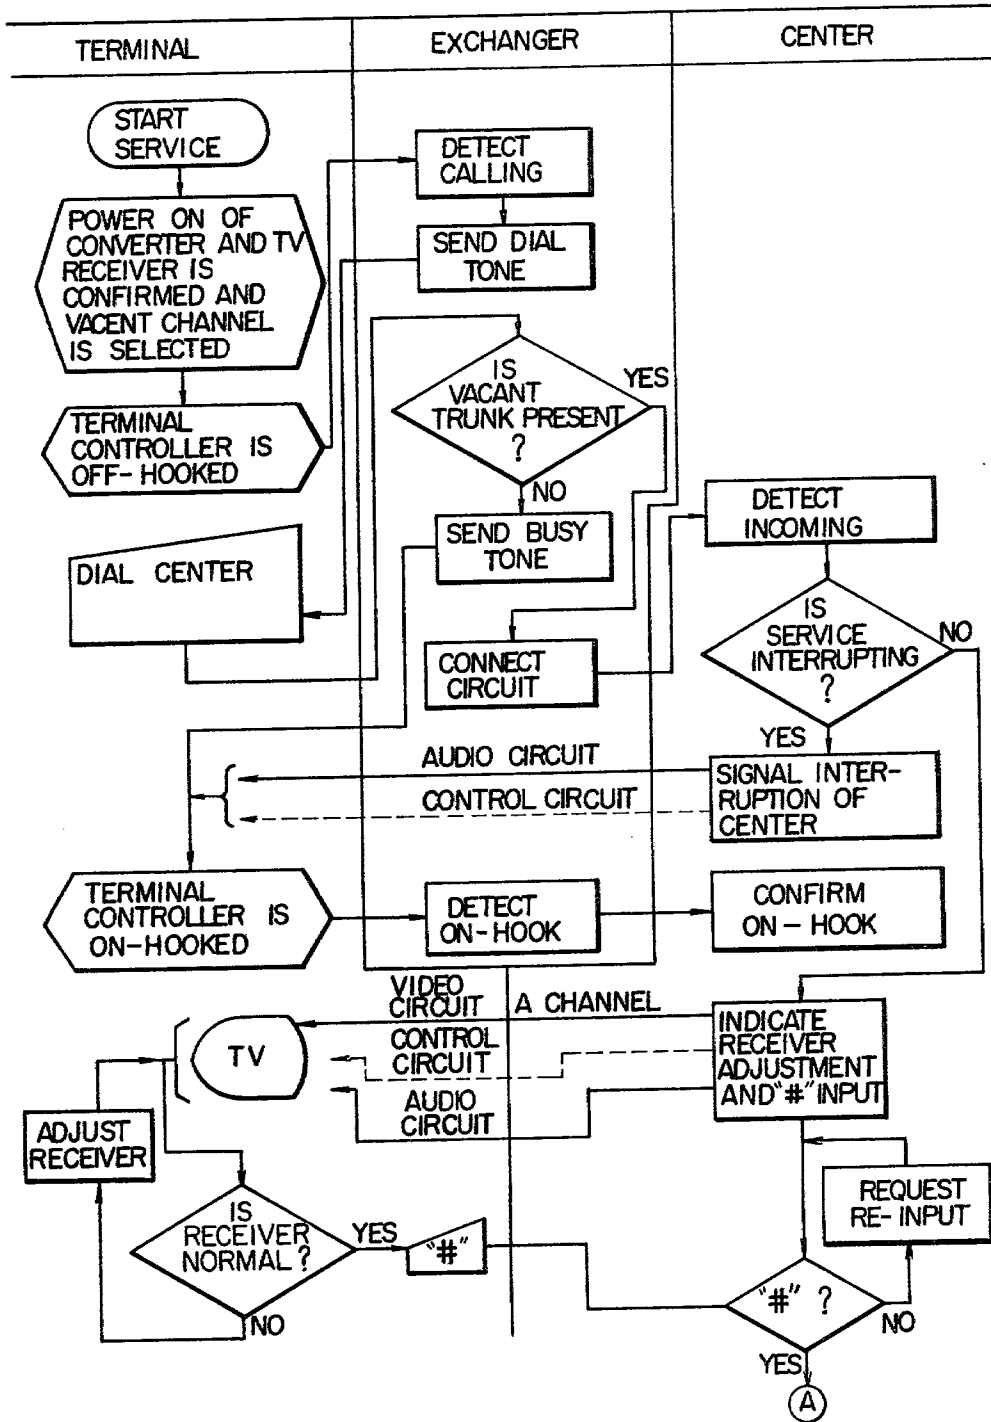 TERMINAL
EXCHANGER
CENTER
START
SERVICE
DETECT
CALLING
POWER ON OF
CONVERTER AND TV
RECEIVER IS
CONFIRMED AND
VACENT CHANNEL
IS SELECTED
SEND DIAL
TONE
IS
VACANT
TRUNK PRESENT
?
YES
NO
TERMINAL
CONTROLLER IS
OFF-HOOKED
SEND BUSY
TONE
DETECT
INCOMING
DIAL CENTER
IS
SERVICE
INTERRUPTING
?
NO
YES
CONNECT
CIRCUIT
AUDIO CIRCUIT
CONTROL CIRCUIT
SIGNAL INTER-
RUPTION OF
CENTER
TERMINAL
CONTROLLER IS
ON-HOOKED
DETECT
ON-HOOK
CONFIRM
ON-HOOK
VIDEO
CIRCUIT
A CHANNEL
CONTROL
CIRCUIT
AUDIO
CIRCUIT
TV
INDICATE
RECEIVER
ADJUSTMENT
AND "#" INPUT
ADJUST
RECEIVER
IS
RECEIVER
NORMAL?
YES
NO
"#"
REQUEST
RE-INPUT
"#" ?
NO
YES
A